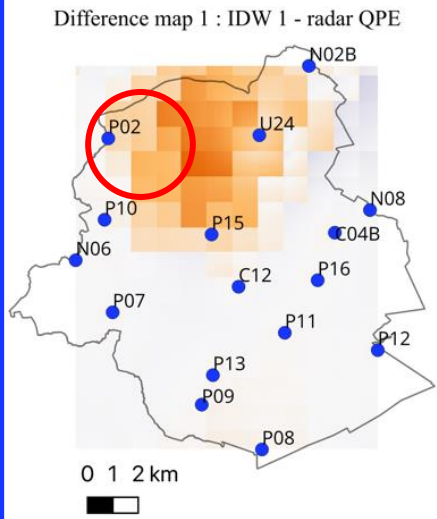 Difference map 1 : IDW 1 - radar QPE
N02B
P02
U24
N08
P10
P15
C04B
N06
C12
P16
P07
P11
P12
P13
P09
P08
0 1 2 km